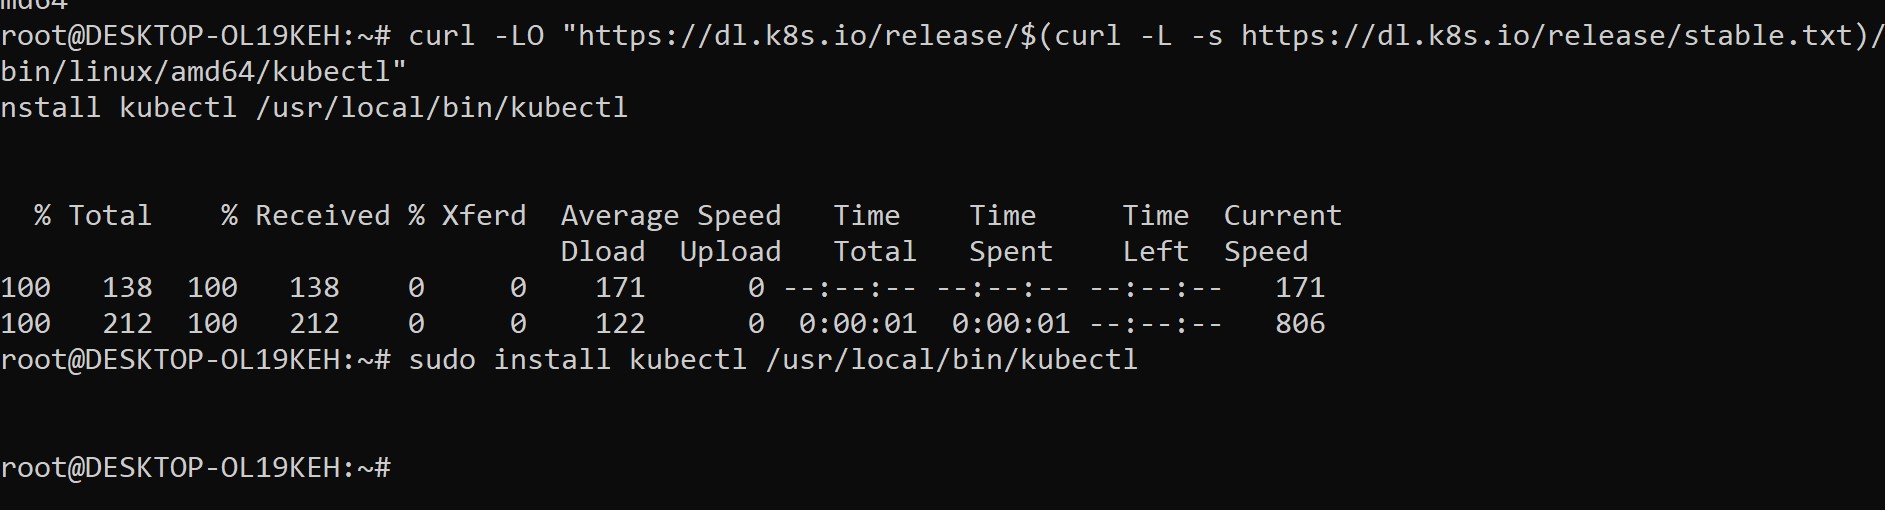 md64
root@DESKTOP-OL19KEH:~# curl -LO "https://dl.k8s.io/release/$(curl -L -s https://dl.k8s.io/release/stable.txt)/
bin/linux/amd64/kubectl"
nstall kubectl /usr/local/bin/kubectl
  % Total    % Received % Xferd  Average Speed   Time    Time     Time  Current
                                 Dload  Upload   Total   Spent    Left  Speed
100   138  100   138    0     0    171      0 --:--:-- --:--:-- --:--:--   171
100   212  100   212    0     0    122      0  0:00:01  0:00:01 --:--:--   806
root@DESKTOP-OL19KEH:~# sudo install kubectl /usr/local/bin/kubectl
root@DESKTOP-OL19KEH:~#